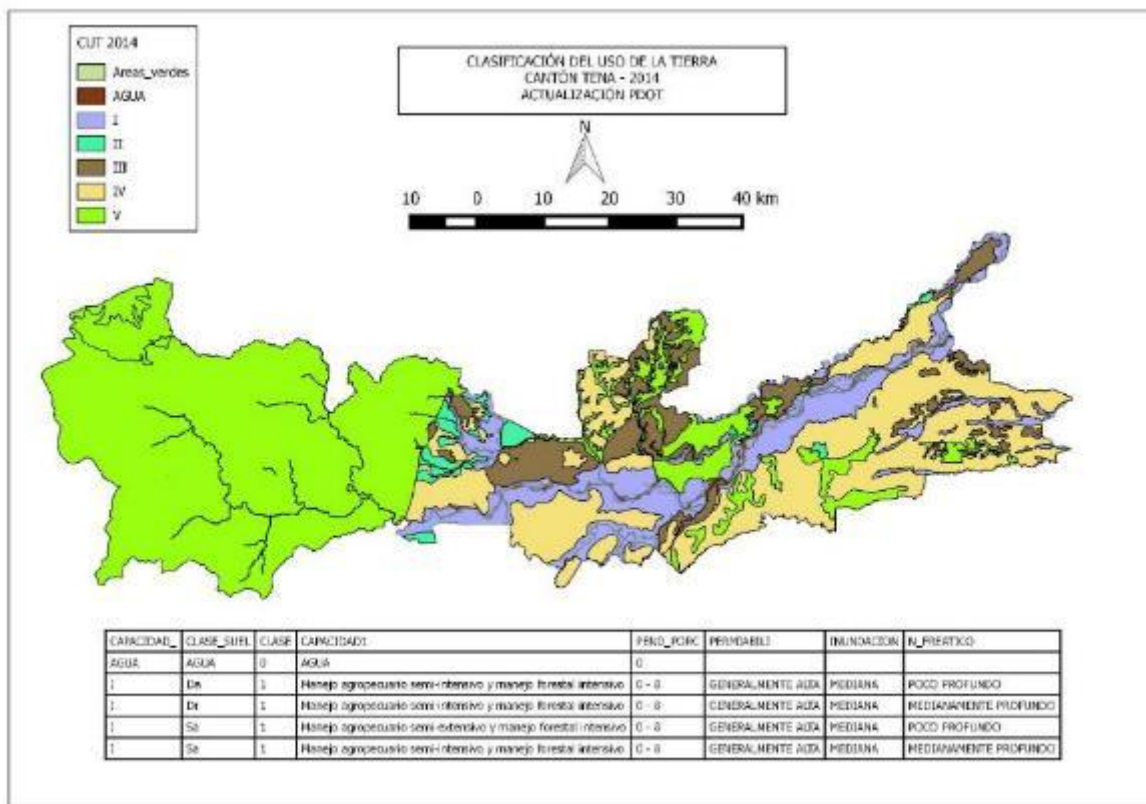 CUT 2014
Areas_verdes
AGUA
I
II
III
IV
V
CLASIFICACIÓN DEL USO DE LA TIERRA
CANTÓN TENA - 2014
ACTUALIZACIÓN PDOT
N
10 0 10 20 30 40 km
CAPACIDAD_ CLASE_SUEL CLASE CAPACIDAD1 PEND_PORC PERMEABILI INUNDACION N_FREATICO
AGUA AGUA 0 AGUA 0
I Da 1 Manejo agropecuario semi-intensivo y manejo forestal intensivo 0 - 8 GENERALMENTE ALTA MEDIANA POCO PROFUNDO
I 1 Manejo agropecuario semi-intensivo y manejo forestal intensivo 0 - 8 GENERALMENTE ALTA MEDIANA MEDIANAMENTE PROFUNDO
I Sa 1 Manejo agropecuario semi-extensivo y manejo forestal intensivo 0 - 8 GENERALMENTE ALTA MEDIANA POCO PROFUNDO
I Sa 1 Manejo agropecuario semi-intensivo y manejo forestal intensivo 0 - 8 GENERALMENTE ALTA MEDIANA MEDIANAMENTE PROFUNDO